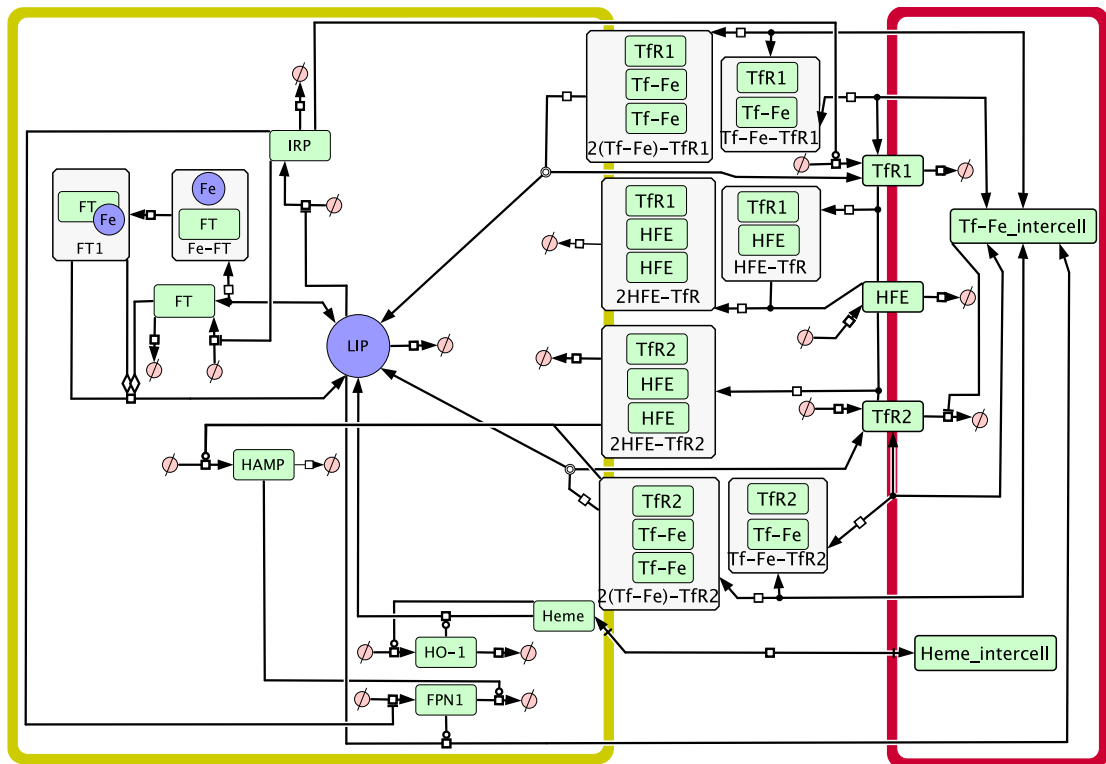 TfR1
Tf-Fe
Tf-Fe
2(Tf-Fe)-TfR1
TfR1
Tf-Fe
Tf-Fe-TfR1
IRP
TfR1
FT
Fe
FT1
Fe
FT
Fe-FT
TfR1
HFE
HFE
2HFE-TfR
TfR1
HFE
HFE-TfR
Tf-Fe_intercell
FT
HFE
LIP
TfR2
HFE
HFE
2HFE-TfR2
TfR2
HAMP
TfR2
Tf-Fe
Tf-Fe
2(Tf-Fe)-TfR2
TfR2
Tf-Fe
Tf-Fe-TfR2
Heme
HO-1
Heme_intercell
FPN1